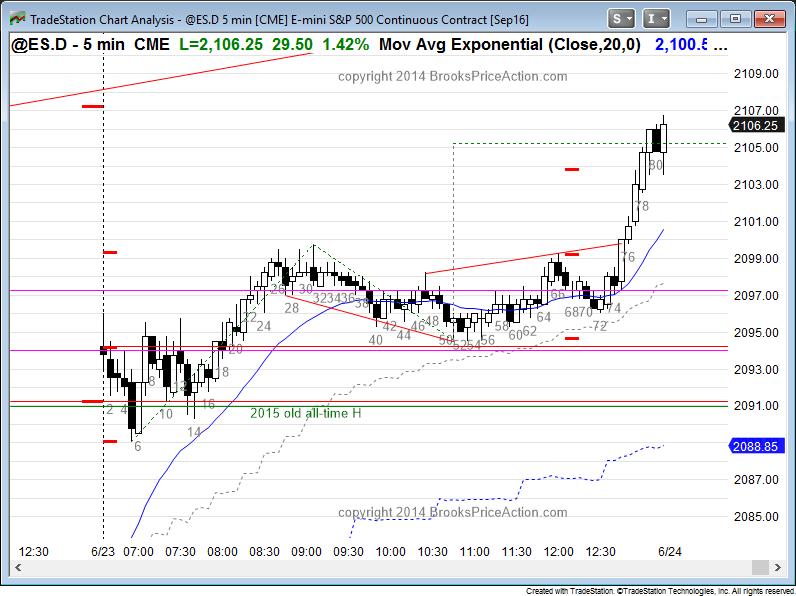 TradeStation Chart Analysis - @ES.D 5 min [CME] E-mini S&P 500 Continuous Contract [Sep16]
S
I
@ES.D - 5 min CME L=2,106.25 29.50 1.42% Mov Avg Exponential (Close,20,0) 2,100.5 ...
copyright 2014 BrooksPriceAction.com
2109.00
2107.00
2106.25
2105.00
2103.00
2101.00
2099.00
2097.00
2095.00
2093.00
2091.00
2088.85
2087.00
2085.00
80
78
76
26 30 32 34 36 38
28
22
24
40 42 44 46 48
50 52 54 56 58 60 62 64 66 68 70 72 74
20
18
2 4 6 8 10 12 14 16
2015 old all-time H
copyright 2014 BrooksPriceAction.com
12:30 6/23 07:00 07:30 08:00 08:30 09:00 09:30 10:00 10:30 11:00 11:30 12:00 12:30 6/24
Created with TradeStation. ©TradeStation Technologies, Inc. All rights reserved.